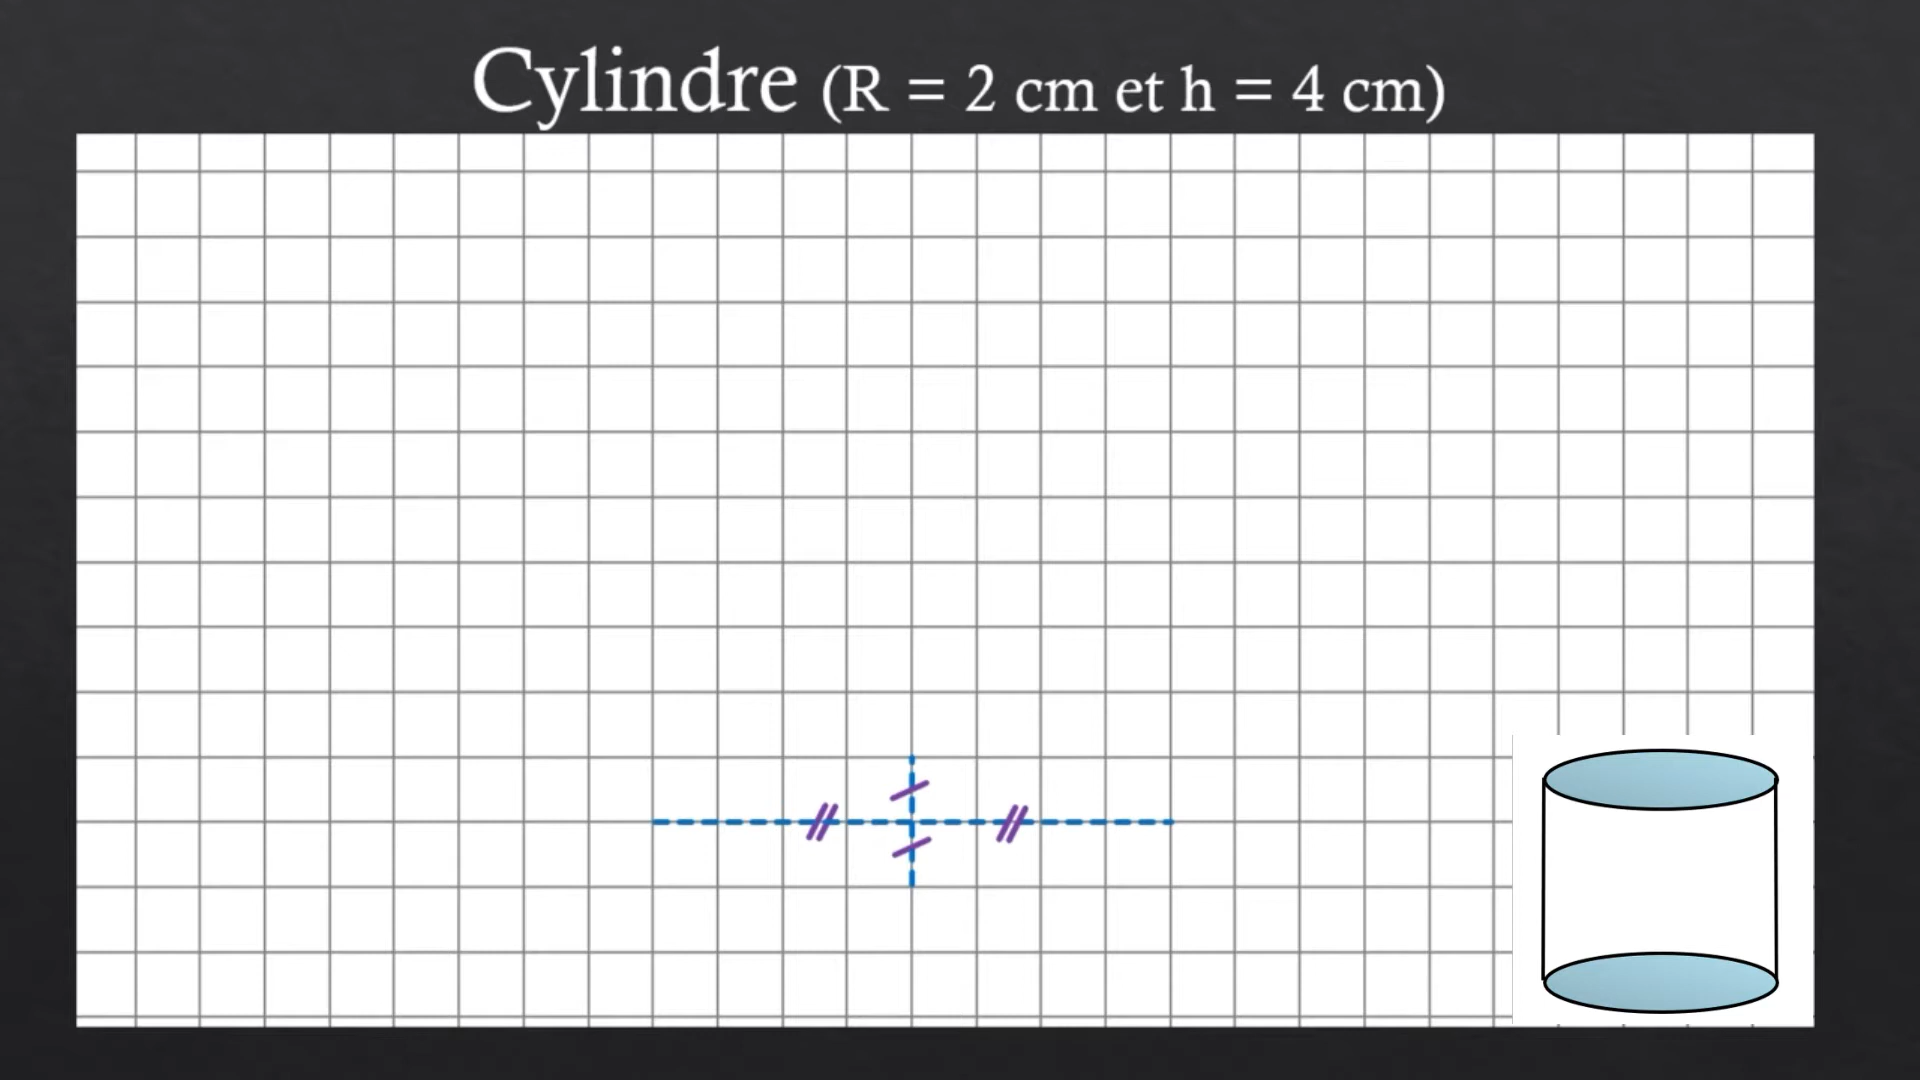 Cylindre (R = 2 cm et h = 4 cm)